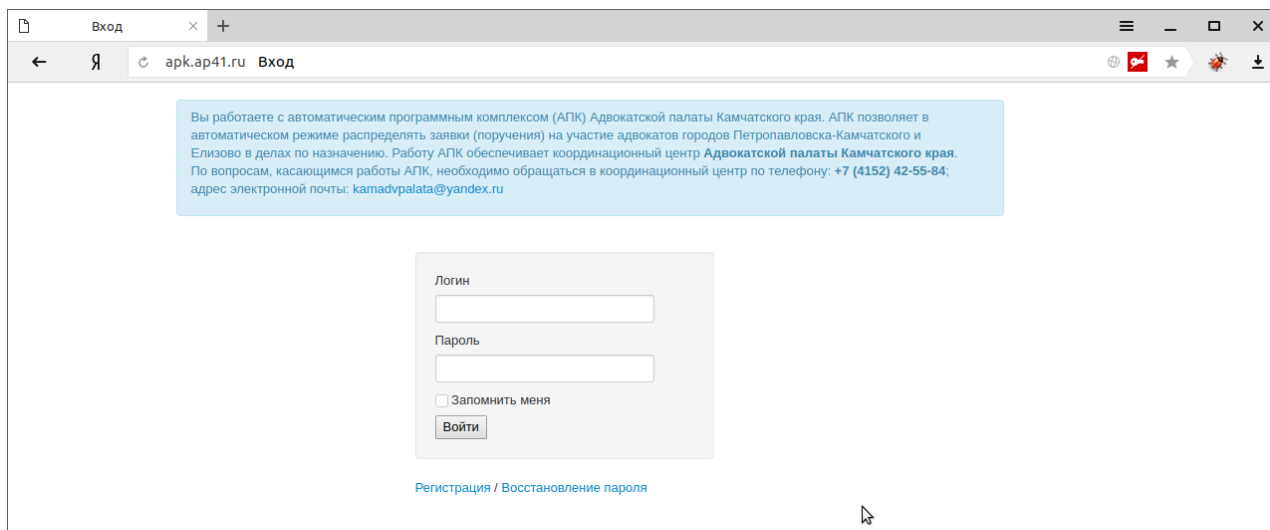 Вход
Я apk.ap41.ru Вход
Вы работаете с автоматическим программным комплексом (АПК) Адвокатской палаты Камчатского края. АПК позволяет в
автоматическом режиме распределять заявки (поручения) на участие адвокатов городов Петропавловска-Камчатского и
Елизово в делах по назначению. Работу АПК обеспечивает координационный центр Адвокатской палаты Камчатского края.
По вопросам, касающимся работы АПК, необходимо обращаться в координационный центр по телефону: +7 (4152) 42-55-84;
адрес электронной почты: kamadvpalata@yandex.ru
Логин
Пароль
Запомнить меня
Войти
Регистрация / Восстановление пароля